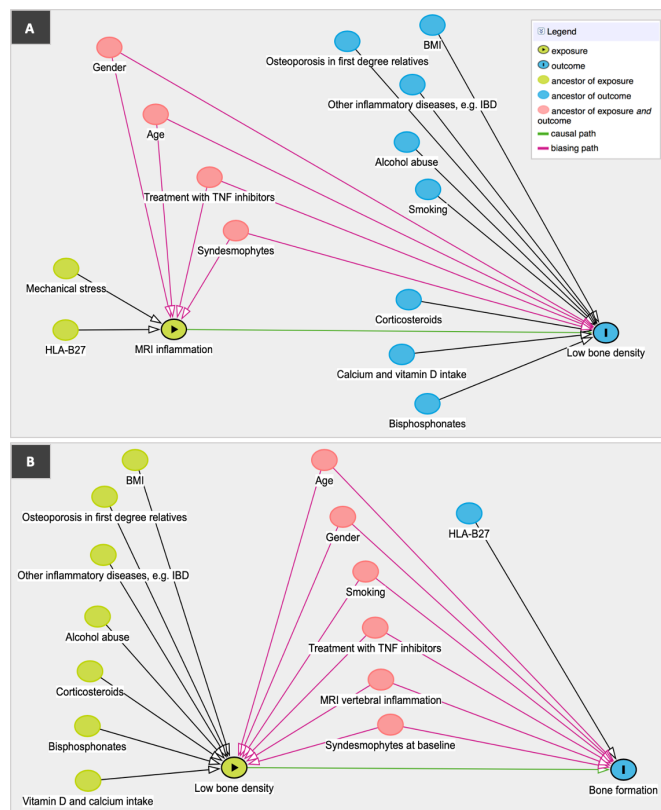 A
Gender
Age
Treatment with TNF inhibitors
Syndesmophytes
Mechanical stress
HLA-B27
MRI inflammation
BMI
Osteoporosis in first degree relatives
Other inflammatory diseases, e.g. IBD
Alcohol abuse
Smoking
Corticosteroids
Calcium and vitamin D intake
Bisphosphonates
Low bone density
Legend
exposure
outcome
ancestor of exposure
ancestor of outcome
ancestor of exposure and
outcome
causal path
biasing path
B
BMI
Osteoporosis in first degree relatives
Other inflammatory diseases, e.g. IBD
Alcohol abuse
Corticosteroids
Bisphosphonates
Vitamin D and calcium intake
Low bone density
Age
Gender
Smoking
Treatment with TNF inhibitors
MRI vertebral inflammation
Syndesmophytes at baseline
HLA-B27
Bone formation